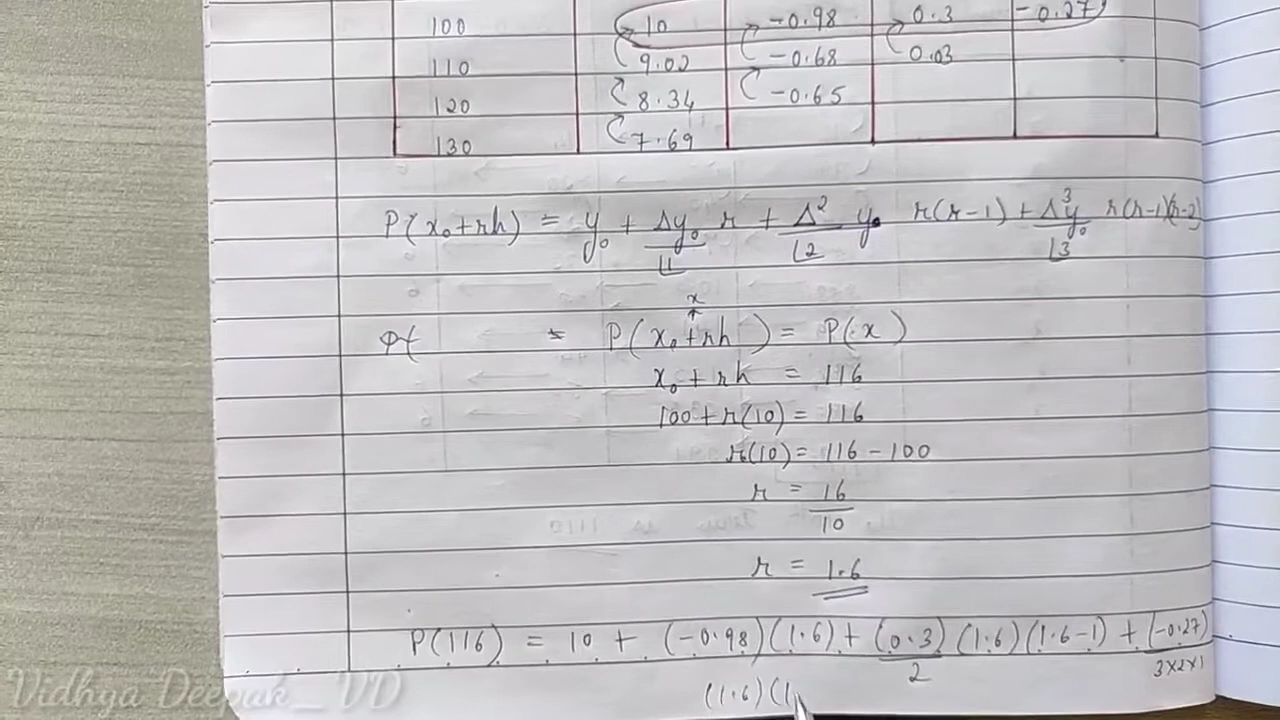 100 10 -0.98 0.3 -0.27
110 9.02 -0.68 0.03
120 8.34 -0.65
130 7.69
P(x₀+rh) = y₀ + Δy₀/⌊1 r + Δ²/⌊2 y₀ r(r-1) + Δ³y₀/⌊3 r(r-1)(r-2)
x
P( = P(x₀+rh) = P(x)
x₀ + rh = 116
100 + r(10) = 116
r(10) = 116 - 100
r = 16/10
r = 1.6
P(116) = 10 + (-0.98)(1.6) + (0.3)/2 (1.6)(1.6-1) + (-0.27)/3×2×1
(1.6)(1.
Vidhya Deepak_VD